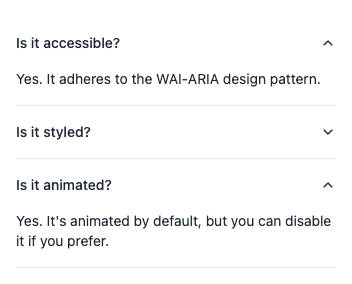 Is it accessible?
Yes. It adheres to the WAI-ARIA design pattern.
Is it styled?
Is it animated?
Yes. It's animated by default, but you can disable
it if you prefer.